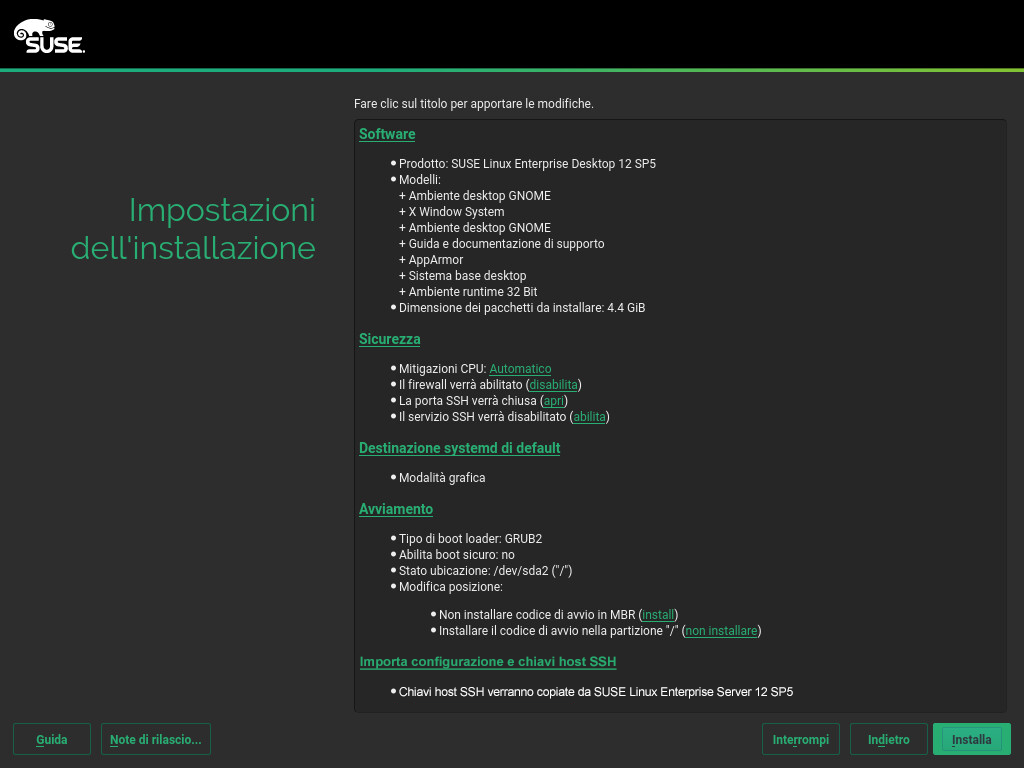 SUSE.
Fare clic sul titolo per apportare le modifiche.
Impostazioni
dell'installazione
Software
Prodotto: SUSE Linux Enterprise Desktop 12 SP5
Modelli:
+ Ambiente desktop GNOME
+ X Window System
+ Ambiente desktop GNOME
+ Guida e documentazione di supporto
+ AppArmor
+ Sistema base desktop
+ Ambiente runtime 32 Bit
Dimensione dei pacchetti da installare: 4.4 GiB
Sicurezza
Mitigazioni CPU: Automatico
Il firewall verrà abilitato (disabilita)
La porta SSH verrà chiusa (apri)
Il servizio SSH verrà disabilitato (abilita)
Destinazione systemd di default
Modalità grafica
Avviamento
Tipo di boot loader: GRUB2
Abilita boot sicuro: no
Stato ubicazione: /dev/sda2 ("/")
Modifica posizione:
Non installare codice di avvio in MBR (install)
Installare il codice di avvio nella partizione "/" (non installare)
Importa configurazione e chiavi host SSH
Chiavi host SSH verranno copiate da SUSE Linux Enterprise Server 12 SP5
Guida Note di rilascio... Interrompi Indietro Installa